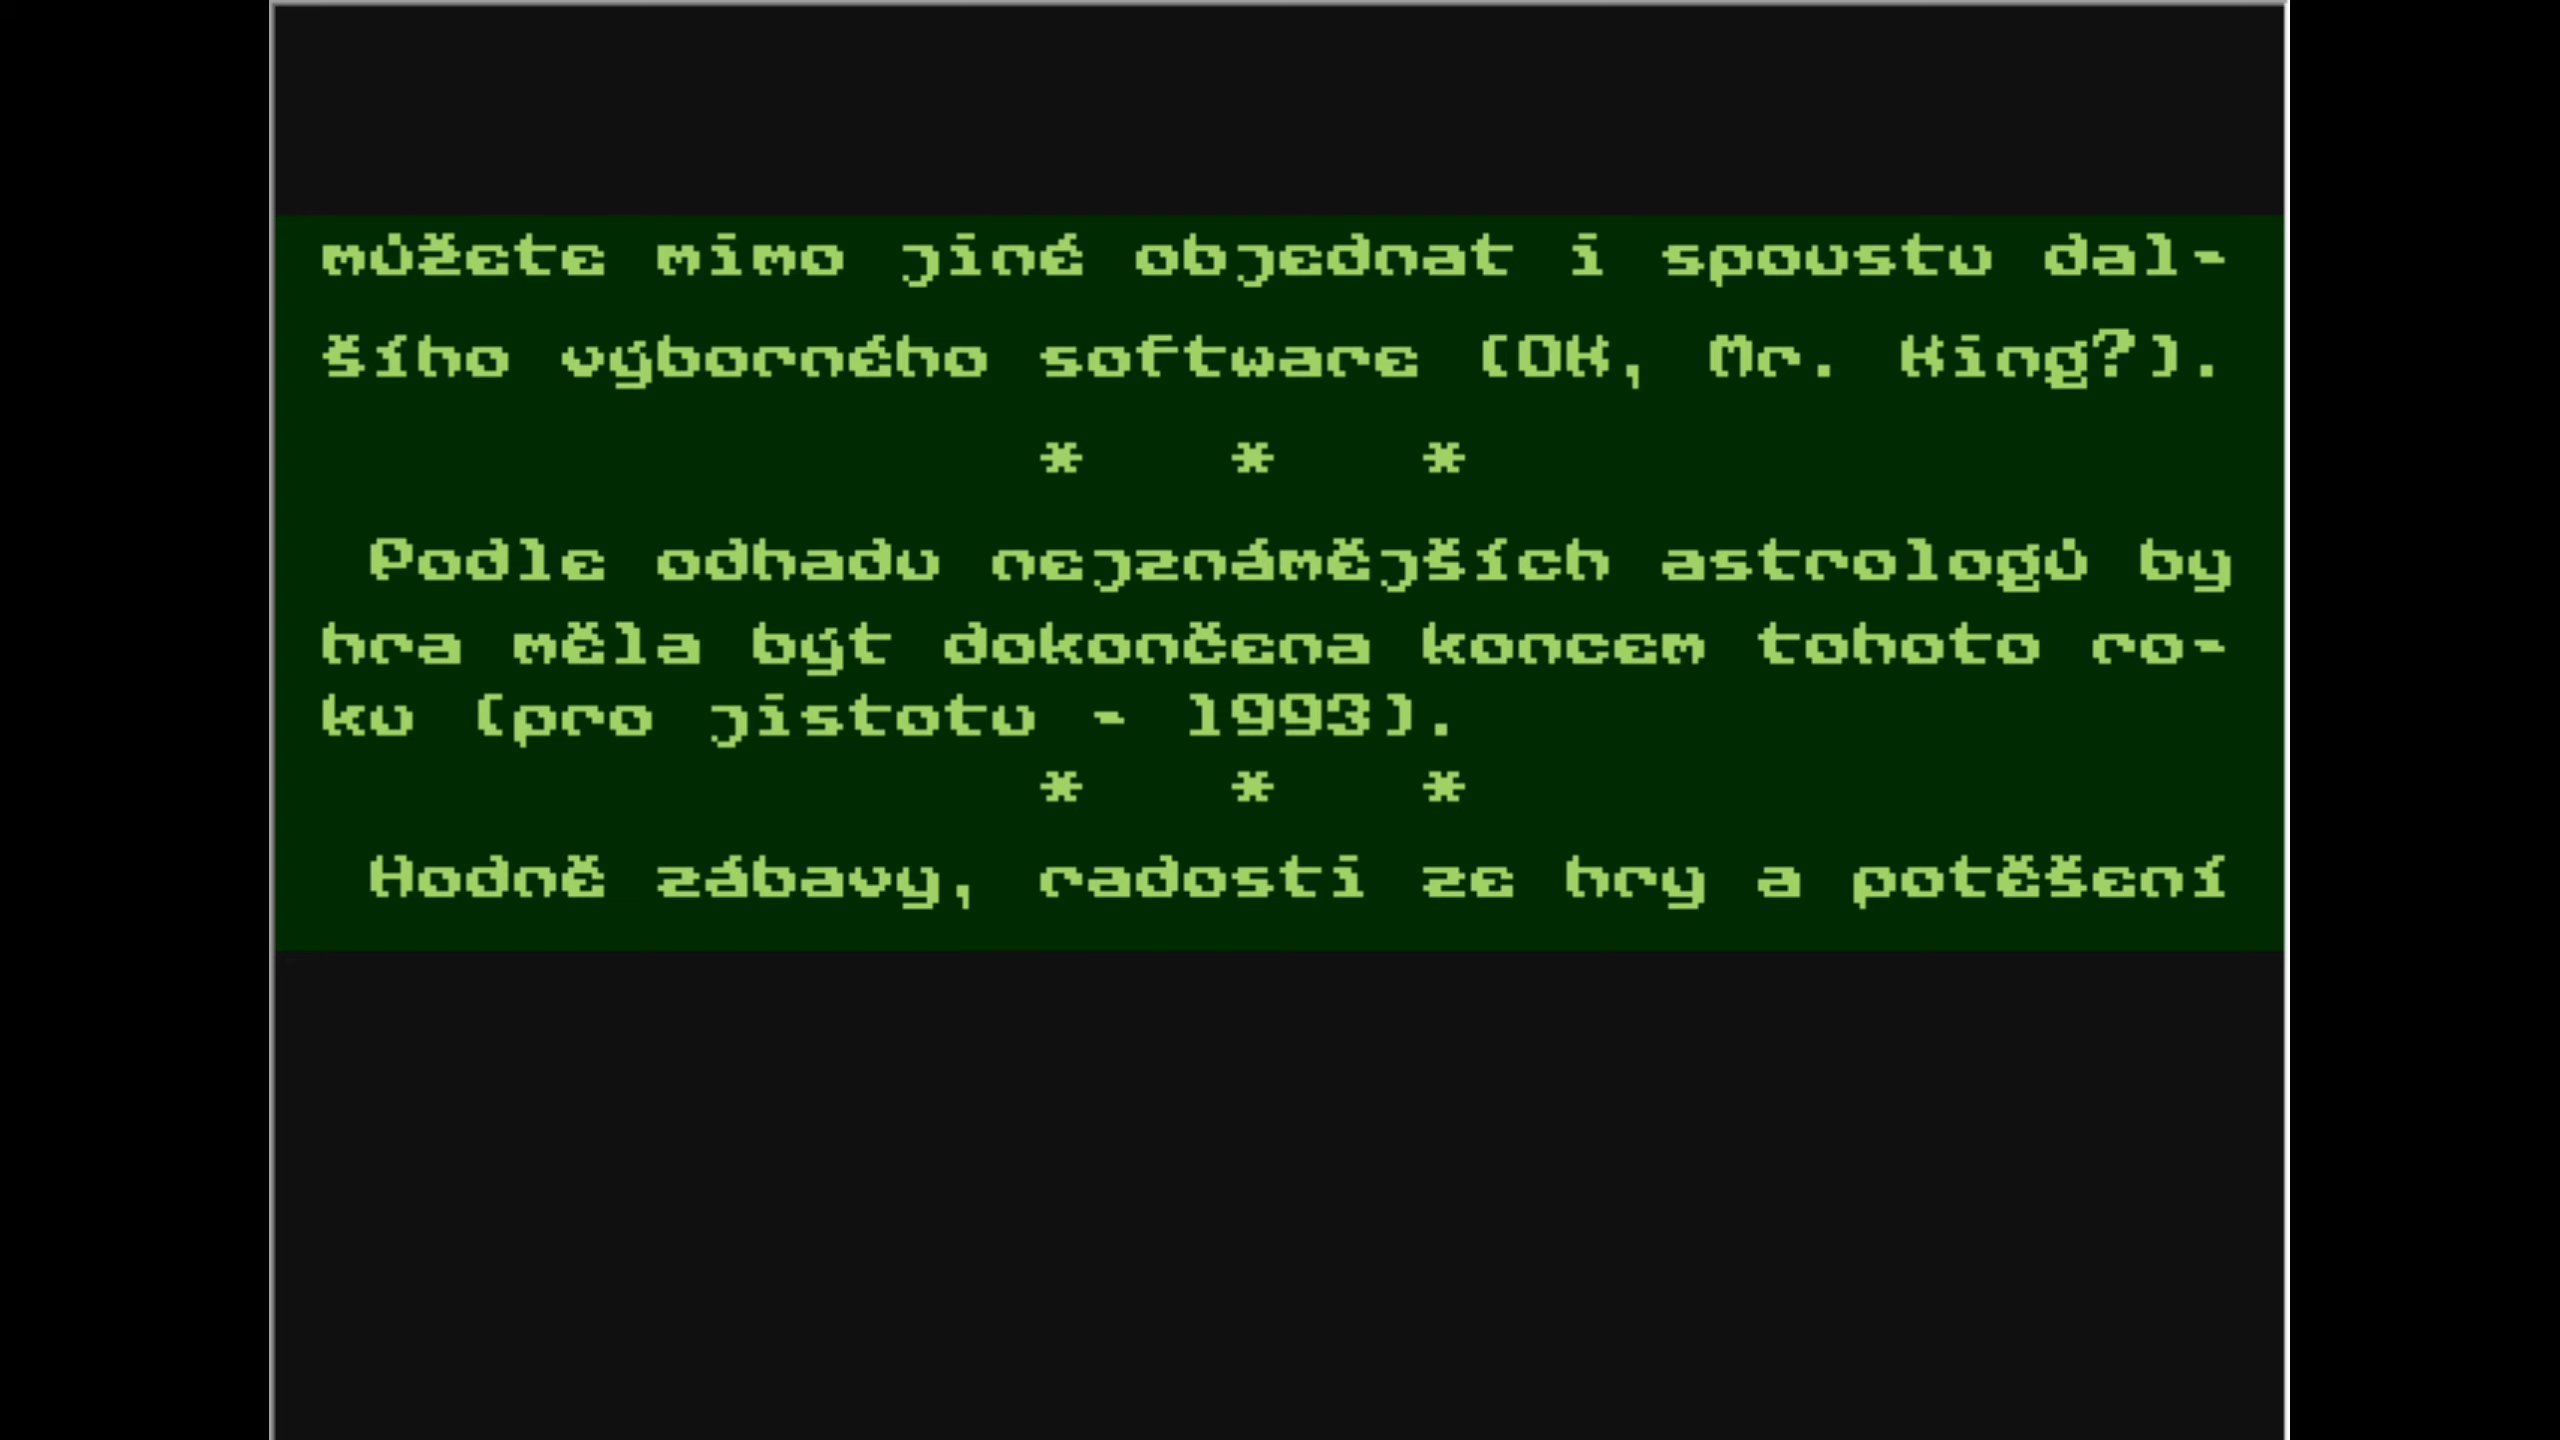 můžete mimo jiné objednat i spoustu dal-
šího výborného software (OK, Mr. King?).
* * *
Podle odhadu nejznámějších astrologů by
hra měla být dokončena koncem tohoto ro-
ku (pro jistotu - 1993).
* * *
Hodně zábavy, radosti ze hry a potěšení